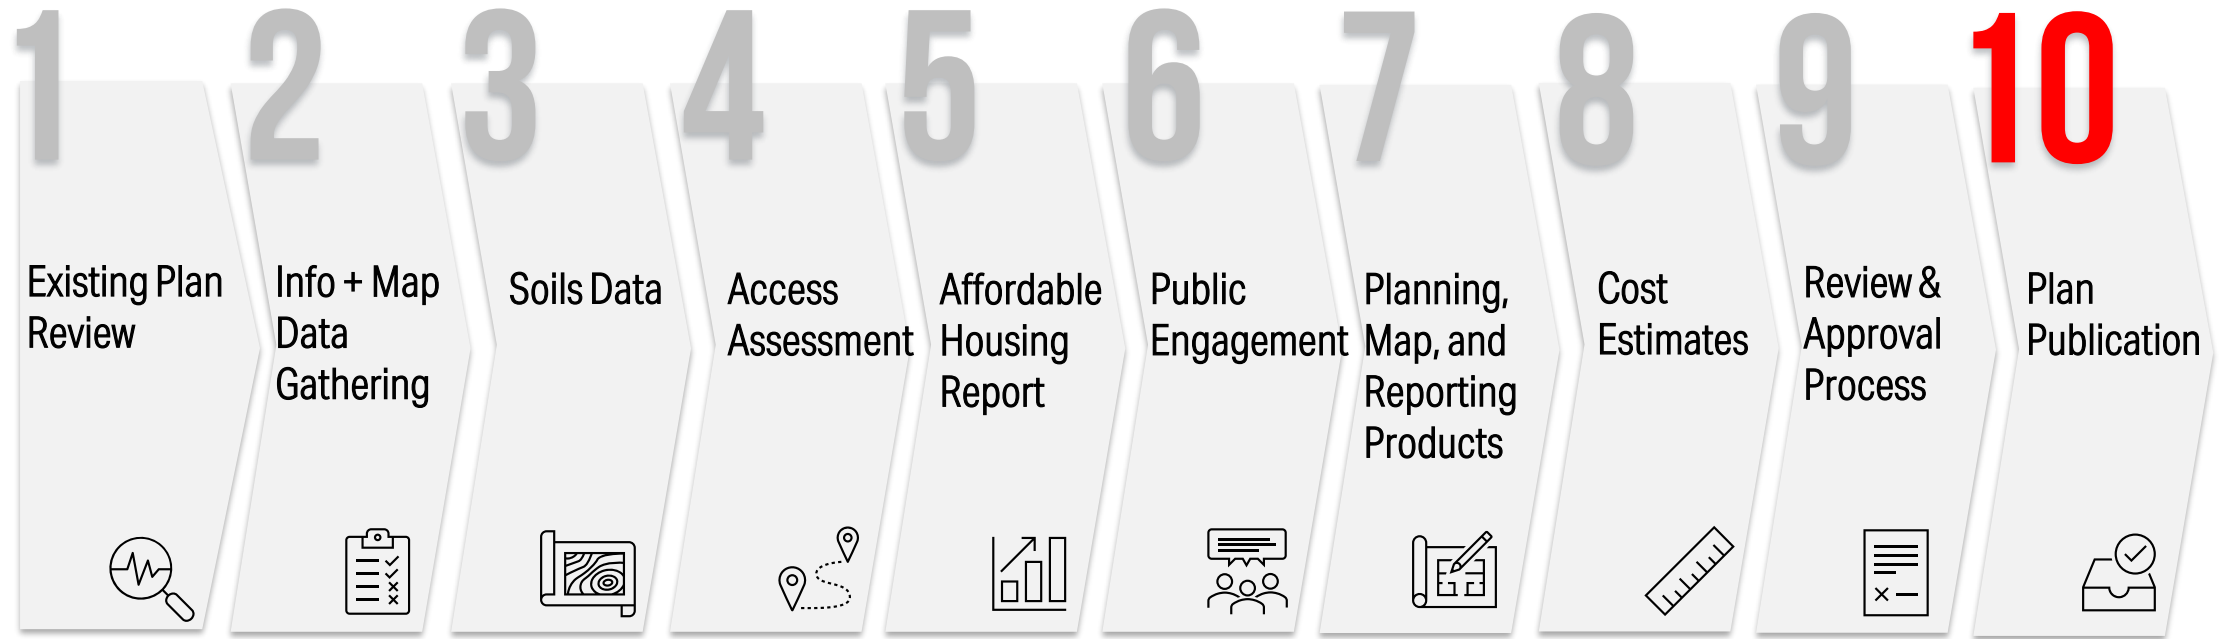 1
Existing Plan
Review
2
Info + Map
Data
Gathering
3
Soils Data
4
Access
Assessment
5
Affordable
Housing
Report
6
Public
Engagement
7
Planning,
Map, and
Reporting
Products
8
Cost
Estimates
9
Review &
Approval
Process
10
Plan
Publication